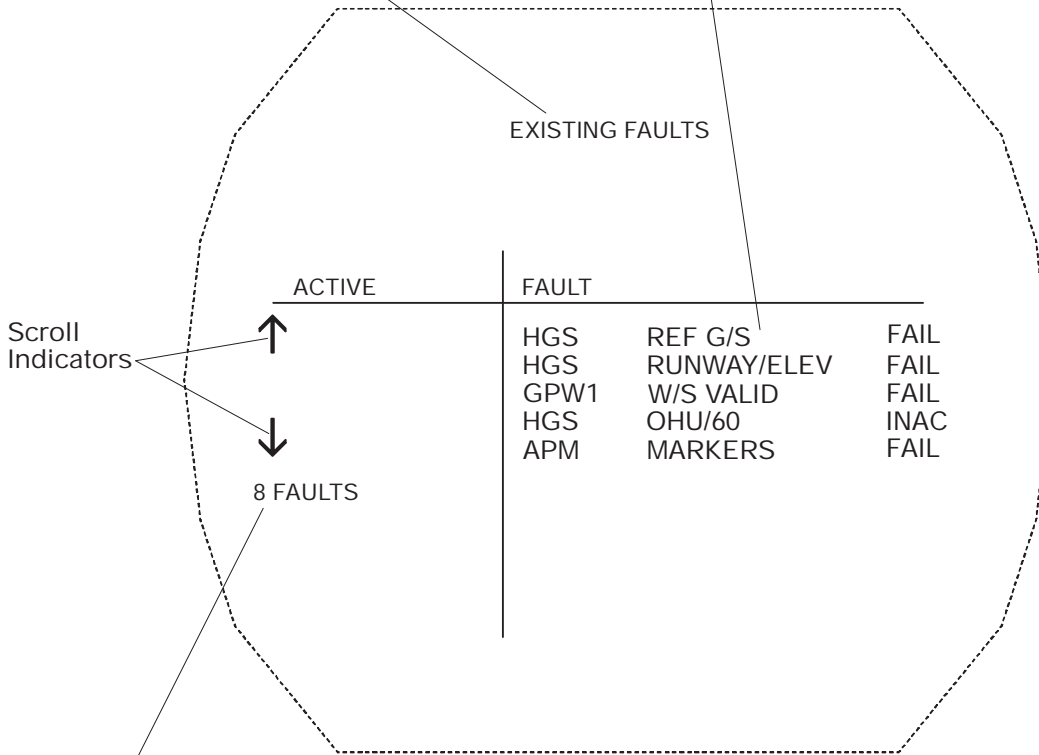 EXISTING FAULTS
ACTIVE FAULT
Scroll
Indicators
HGS REF G/S FAIL
HGS RUNWAY/ELEV FAIL
GPW1 W/S VALID FAIL
HGS OHU/60 INAC
APM MARKERS FAIL
8 FAULTS